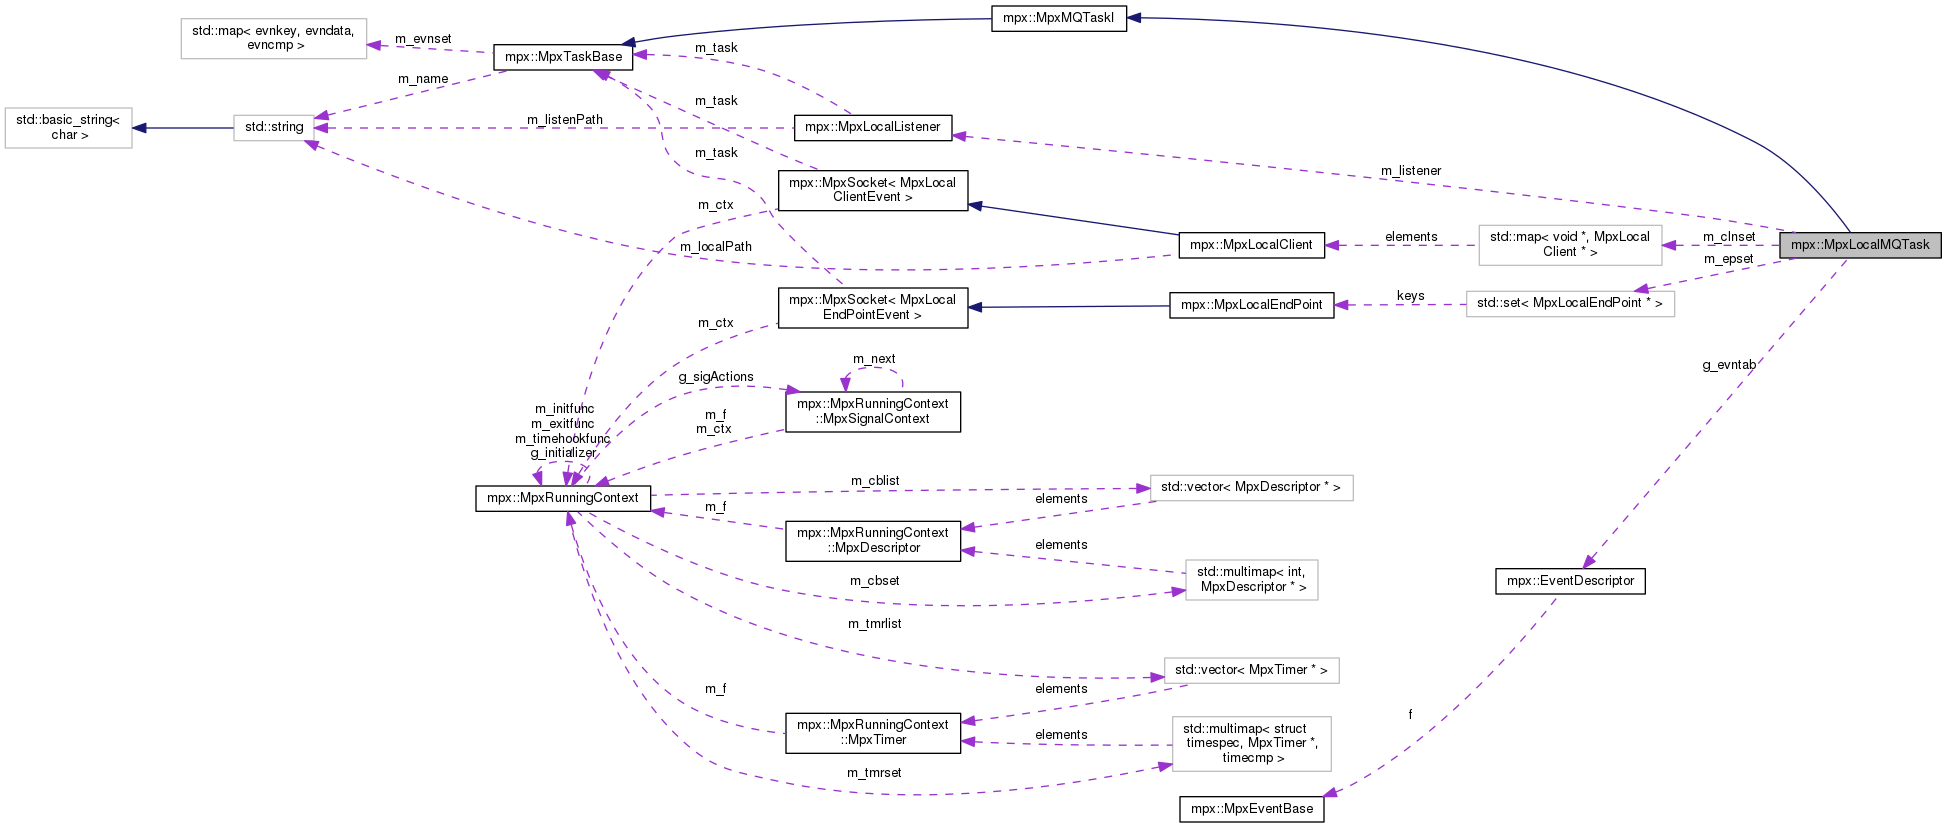 mpx::MpxMQTaskI
std::map< evnkey, evndata,
evncmp >
m_evnset
mpx::MpxTaskBase
m_task
m_name
m_task
std::basic_string<
char >
std::string
m_listenPath
mpx::MpxLocalListener
m_task
m_listener
mpx::MpxSocket< MpxLocal
ClientEvent >
m_ctx
m_localPath
mpx::MpxLocalClient
elements
std::map< void *, MpxLocal
Client * >
m_clnset
mpx::MpxLocalMQTask
m_epset
mpx::MpxSocket< MpxLocal
EndPointEvent >
mpx::MpxLocalEndPoint
keys
std::set< MpxLocalEndPoint * >
m_ctx
m_next
g_evntab
g_sigActions
mpx::MpxRunningContext
::MpxSignalContext
m_f
m_ctx
m_initfunc
m_exitfunc
m_timehookfunc
g_initializer
mpx::MpxRunningContext
m_cblist
std::vector< MpxDescriptor * >
elements
m_f
mpx::MpxRunningContext
::MpxDescriptor
elements
std::multimap< int,
MpxDescriptor * >
m_cbset
mpx::EventDescriptor
m_tmrlist
std::vector< MpxTimer * >
m_f
elements
mpx::MpxRunningContext
::MpxTimer
elements
std::multimap< struct
timespec, MpxTimer *,
timecmp >
f
m_tmrset
mpx::MpxEventBase